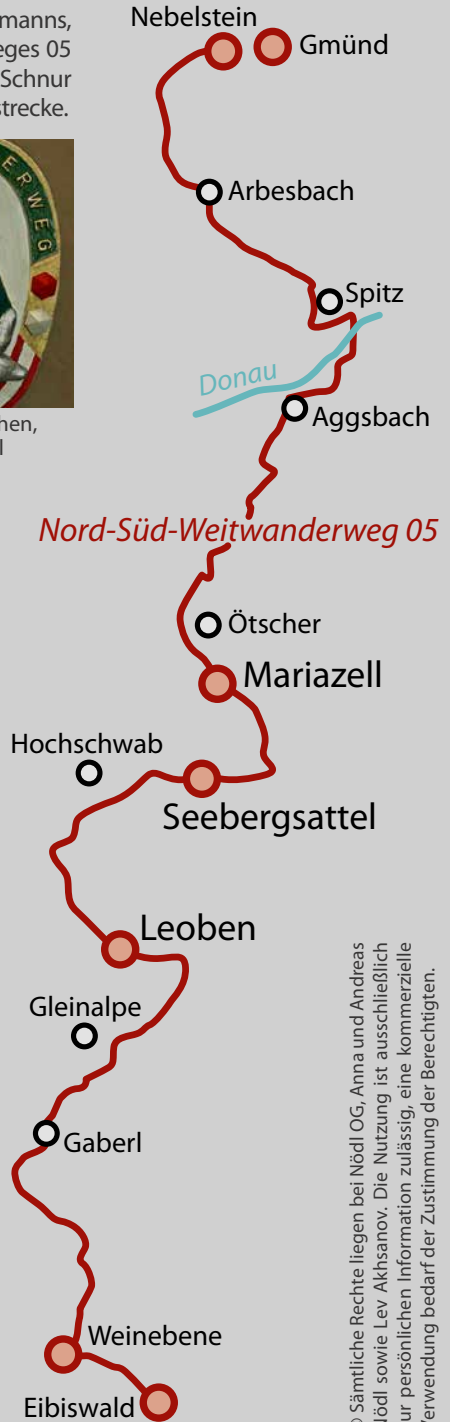 manns,
eges 05
Schnur
strecke.
ERWEG
hen,
l
Nebelstein
Gmünd
Arbesbach
Spitz
Donau
Aggsbach
Nord-Süd-Weitwanderweg 05
Ötscher
Mariazell
Hochschwab
Seebergsattel
Leoben
Gleinalpe
Gaberl
Weinebene
Eibiswald
© Sämtliche Rechte liegen bei Nödl OG, Anna und Andreas
Nödl sowie Lev Akhsanov. Die Nutzung ist ausschließlich
zur persönlichen Information zulässig, eine kommerzielle
Verwendung bedarf der Zustimmung der Berechtigten.